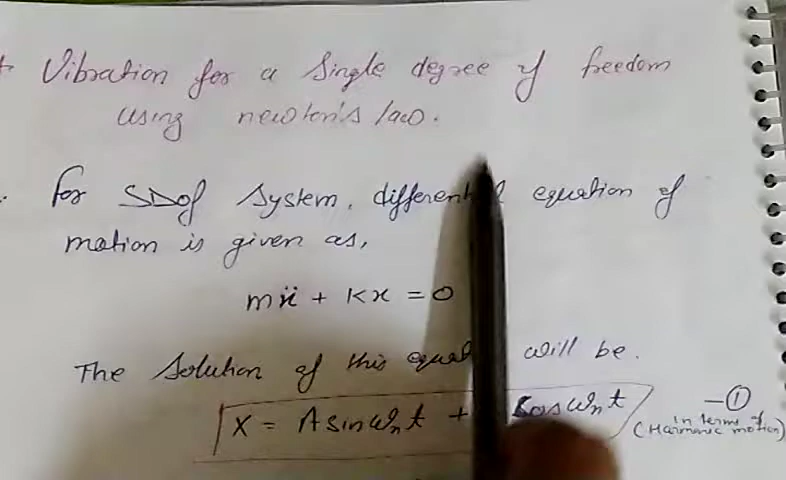 Vibration for a single degree of freedom
using newton's law.
for SDof system, differential equation of
motion is given as,
mẍ + Kx = 0
The solution of this will be.
x = A sin ωₙt + cos ωₙt — ①
in terms of
(Harmonic motion)